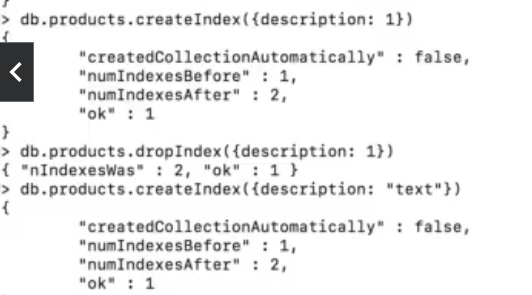 }
> db.products.createIndex({description: 1})
{
"createdCollectionAutomatically" : false,
"numIndexesBefore" : 1,
"numIndexesAfter" : 2,
"ok" : 1
}
> db.products.dropIndex({description: 1})
{ "nIndexesWas" : 2, "ok" : 1 }
> db.products.createIndex({description: "text"})
{
"createdCollectionAutomatically" : false,
"numIndexesBefore" : 1,
"numIndexesAfter" : 2,
"ok" : 1